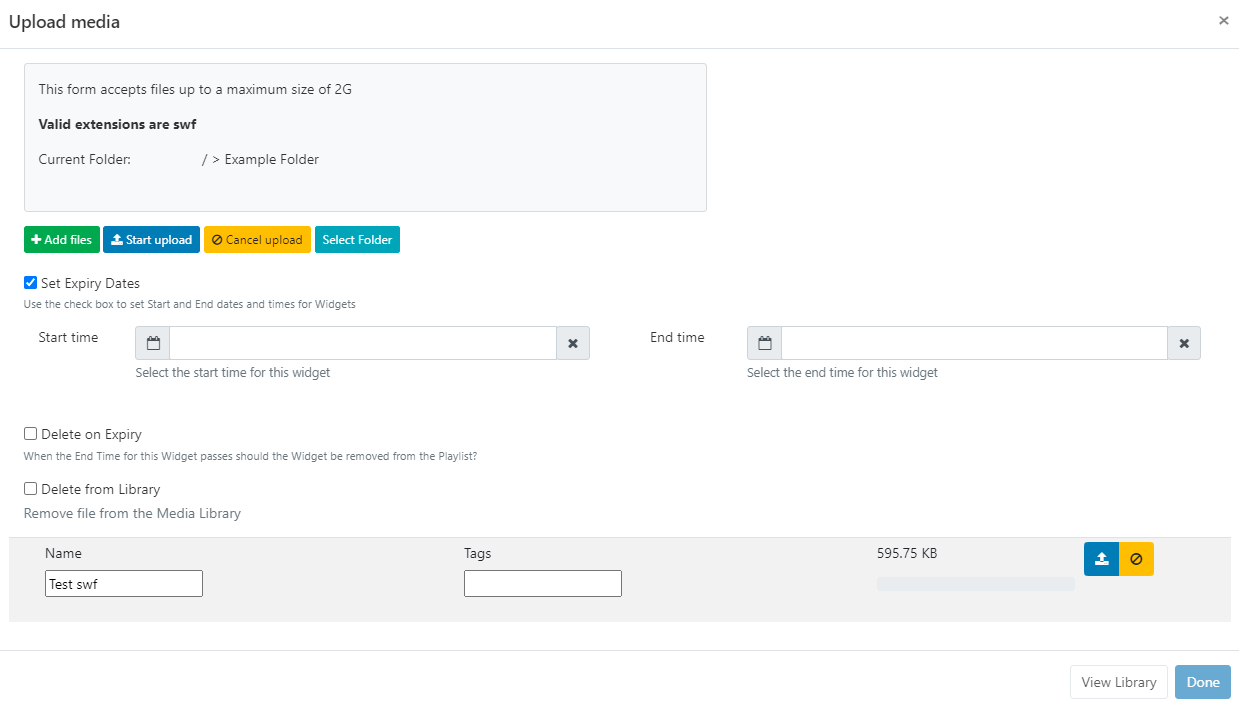 Upload media
This form accepts files up to a maximum size of 2G
Valid extensions are swf
Current Folder: / > Example Folder
Add files Start upload Cancel upload Select Folder
Set Expiry Dates
Use the check box to set Start and End dates and times for Widgets
Start time End time
Select the start time for this widget Select the end time for this widget
Delete on Expiry
When the End Time for this Widget passes should the Widget be removed from the Playlist?
Delete from Library
Remove file from the Media Library
Name Tags 595.75 KB
Test swf
View Library Done